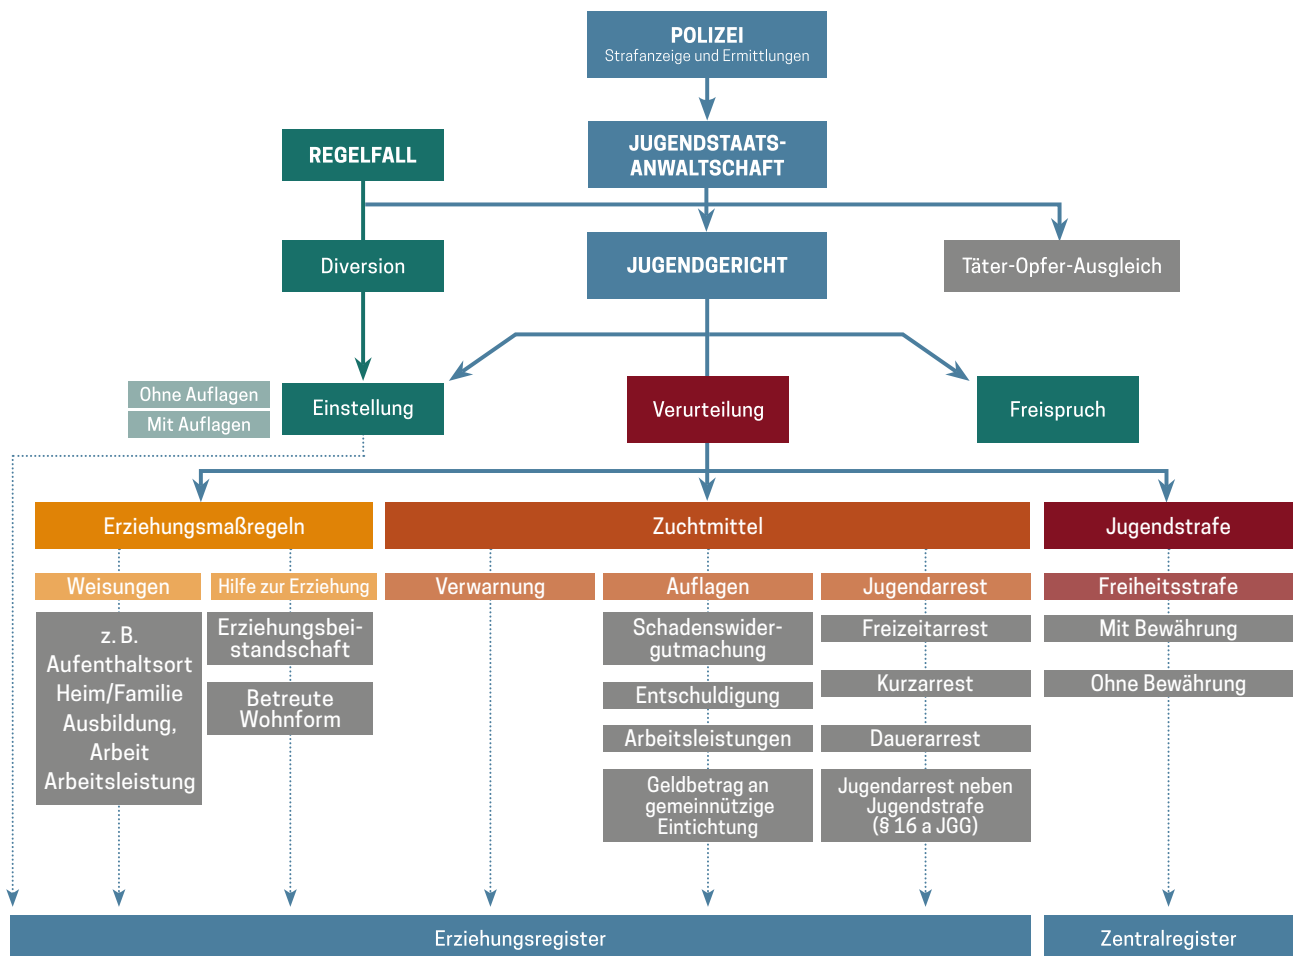 POLIZEI
Strafanzeige und Ermittlungen
JUGENDSTAATS-
ANWALTSCHAFT
REGELFALL
Diversion
JUGENDGERICHT
Täter-Opfer-Ausgleich
Ohne Auflagen
Mit Auflagen
Einstellung
Verurteilung
Freispruch
Erziehungsmaßregeln
Zuchtmittel
Jugendstrafe
Weisungen
Hilfe zur Erziehung
Verwarnung
Auflagen
Jugendarrest
Freiheitsstrafe
z. B.
Aufenthaltsort
Heim/Familie
Ausbildung,
Arbeit
Arbeitsleistung
Erziehungsbei-
standschaft
Betreute
Wohnform
Schadenswider-
gutmachung
Entschuldigung
Arbeitsleistungen
Geldbetrag an
gemeinnützige
Eintichtung
Freizeitarrest
Kurzarrest
Dauerarrest
Jugendarrest neben
Jugendstrafe
(§ 16 a JGG)
Mit Bewährung
Ohne Bewährung
Erziehungsregister
Zentralregister